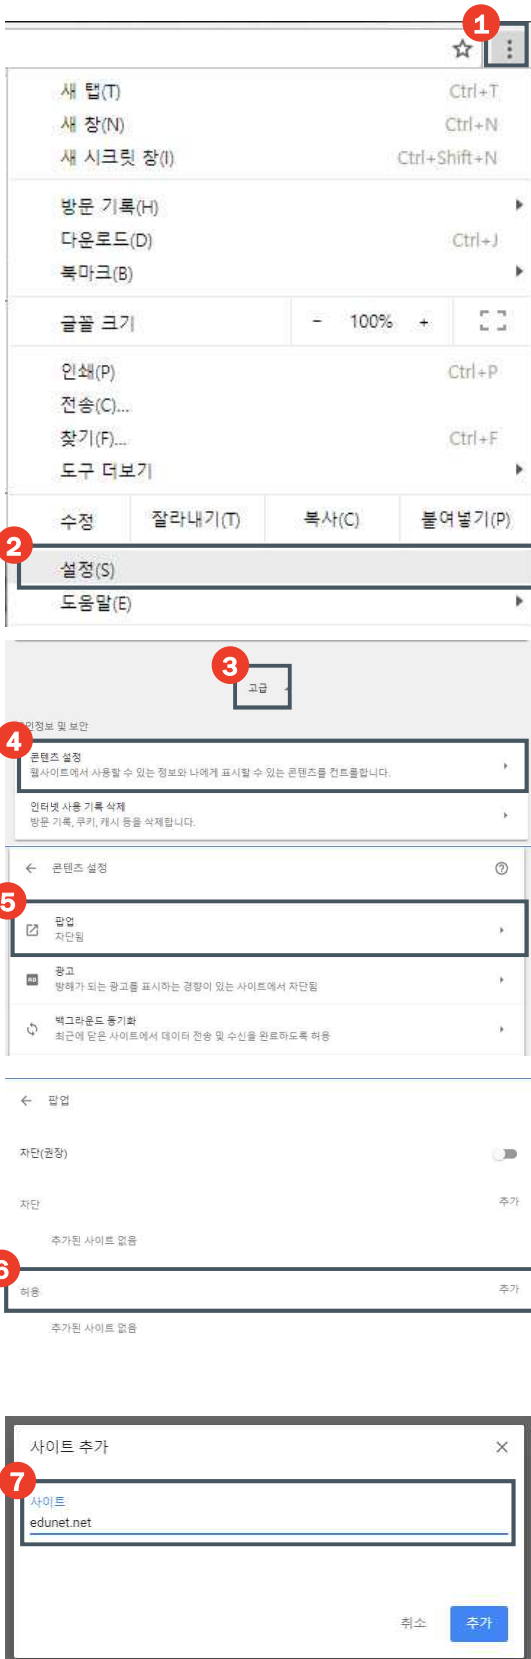 1
새 탭(T) Ctrl+T
새 창(N) Ctrl+N
새 시크릿 창(I) Ctrl+Shift+N
방문 기록(H)
다운로드(D) Ctrl+J
북마크(B)
글꼴 크기 - 100% +
인쇄(P) Ctrl+P
전송(C)...
찾기(F)... Ctrl+F
도구 더보기
수정 잘라내기(T) 복사(C) 붙여넣기(P)
2
설정(S)
도움말(E)
3
고급
인정보 및 보안
4
콘텐츠 설정
웹사이트에서 사용할 수 있는 정보와 나에게 표시할 수 있는 콘텐츠를 컨트롤합니다.
인터넷 사용 기록 삭제
방문 기록, 쿠키, 캐시 등을 삭제합니다.
← 콘텐츠 설정
5
팝업
차단됨
광고
방해가 되는 광고를 표시하는 경향이 있는 사이트에서 차단됨
백그라운드 동기화
최근에 닫은 사이트에서 데이터 전송 및 수신을 완료하도록 허용
← 팝업
차단(권장)
차단 추가
추가된 사이트 없음
6
허용 추가
추가된 사이트 없음
사이트 추가
7
사이트
edunet.net
취소 추가